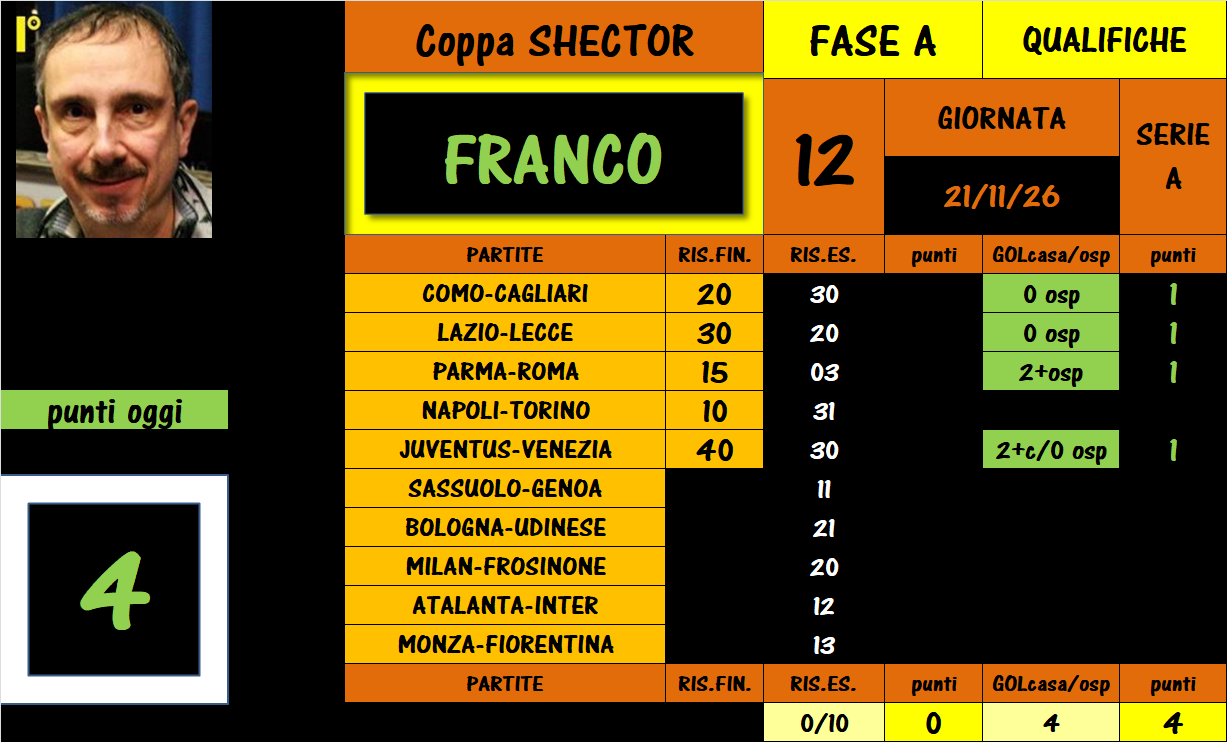 1°
Coppa SHECTOR FASE A QUALIFICHE
FRANCO 12 GIORNATA SERIE
A
21/11/26
PARTITE RIS.FIN. RIS.ES. punti GOLcasa/osp punti
COMO-CAGLIARI 20 30 0 osp 1
LAZIO-LECCE 30 20 0 osp 1
PARMA-ROMA 15 03 2+osp 1
punti oggi
NAPOLI-TORINO 10 31
JUVENTUS-VENEZIA 40 30 2+c/0 osp 1
SASSUOLO-GENOA 11
BOLOGNA-UDINESE 21
4
MILAN-FROSINONE 20
ATALANTA-INTER 12
MONZA-FIORENTINA 13
PARTITE RIS.FIN. RIS.ES. punti GOLcasa/osp punti
0/10 0 4 4